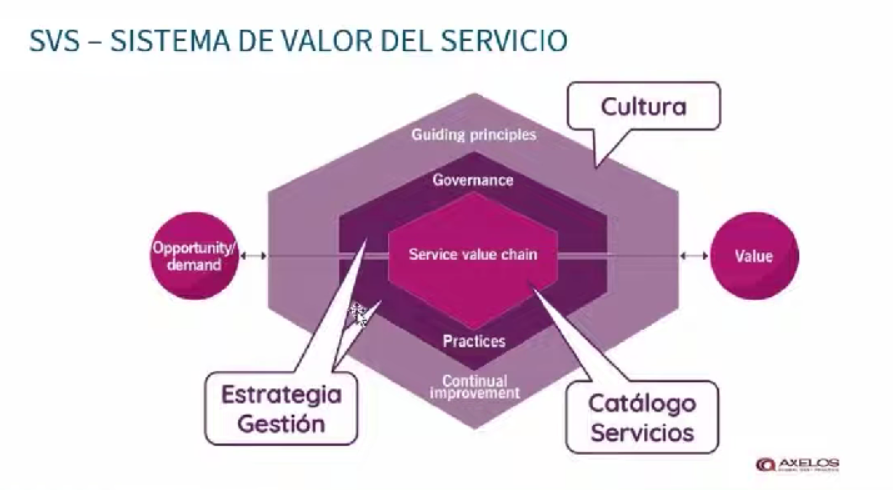 SVS – SISTEMA DE VALOR DEL SERVICIO
Cultura
Guiding principles
Governance
Opportunity/
demand
Service value chain
Value
Practices
Continual
improvement
Estrategia
Gestión
Catálogo
Servicios
AXELOS